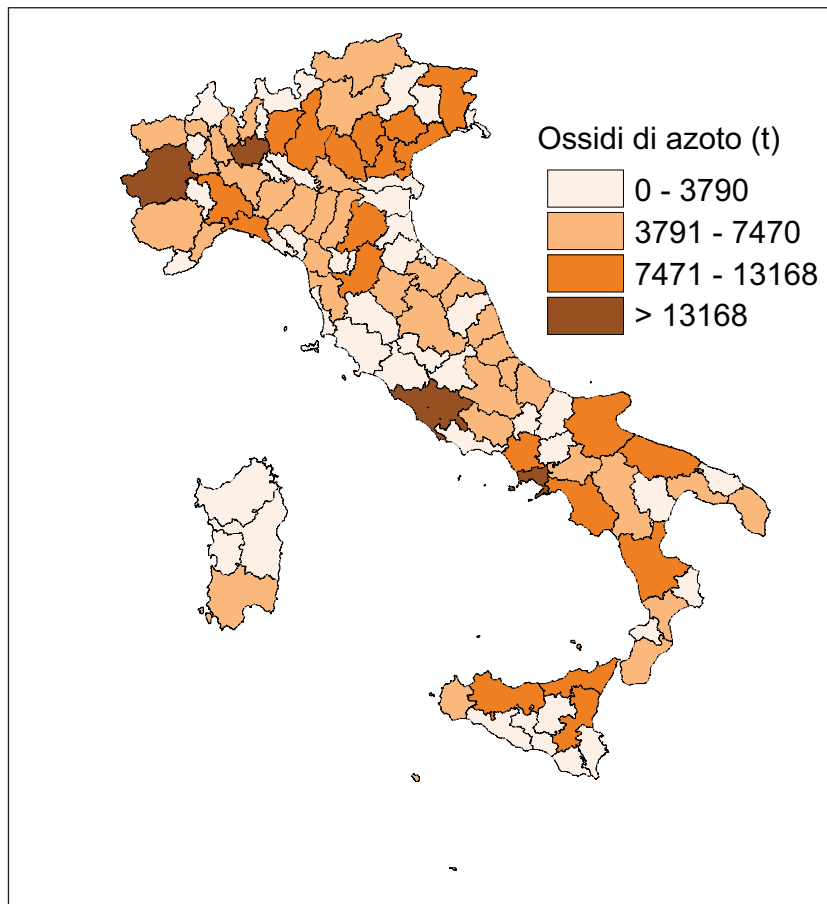 Ossidi di azoto (t)
0 - 3790
3791 - 7470
7471 - 13168
> 13168